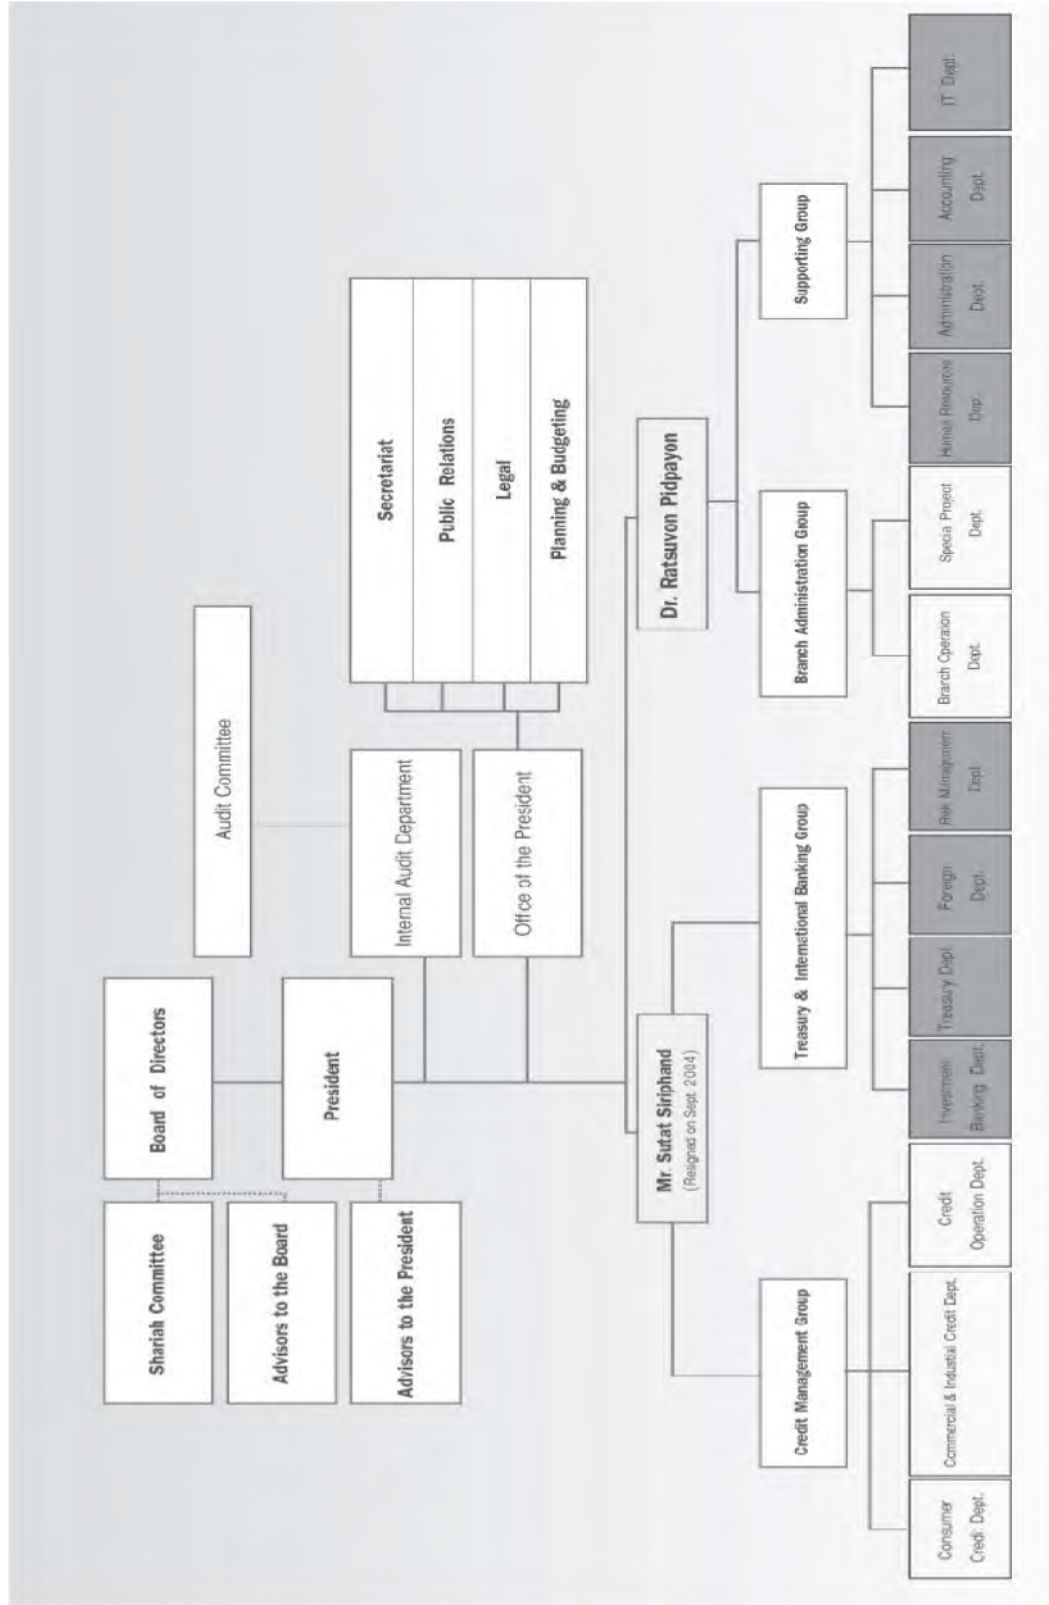 Board of Directors
Shariah Committee
Advisors to the Board
Audit Committee
President
Advisors to the President
Internal Audit Department
Office of the President
Secretariat
Public Relations
Legal
Planning & Budgeting
Mr. Sutat Siriphand
(Resigned on Sept. 2004)
Dr. Ratsuvon Pidpayon
Credit Management Group
Treasury & International Banking Group
Branch Administration Group
Supporting Group
Consumer
Credit Dept.
Commercial & Industial Credit Dept.
Credit
Operation Dept.
Investment
Banking Dept.
Treasury Dept.
Foreign
Dept.
Risk Management
Dept.
Branch Operation
Dept.
Special Project
Dept.
Human Resources
Dept.
Administration
Dept.
Accounting
Dept.
IT Dept.